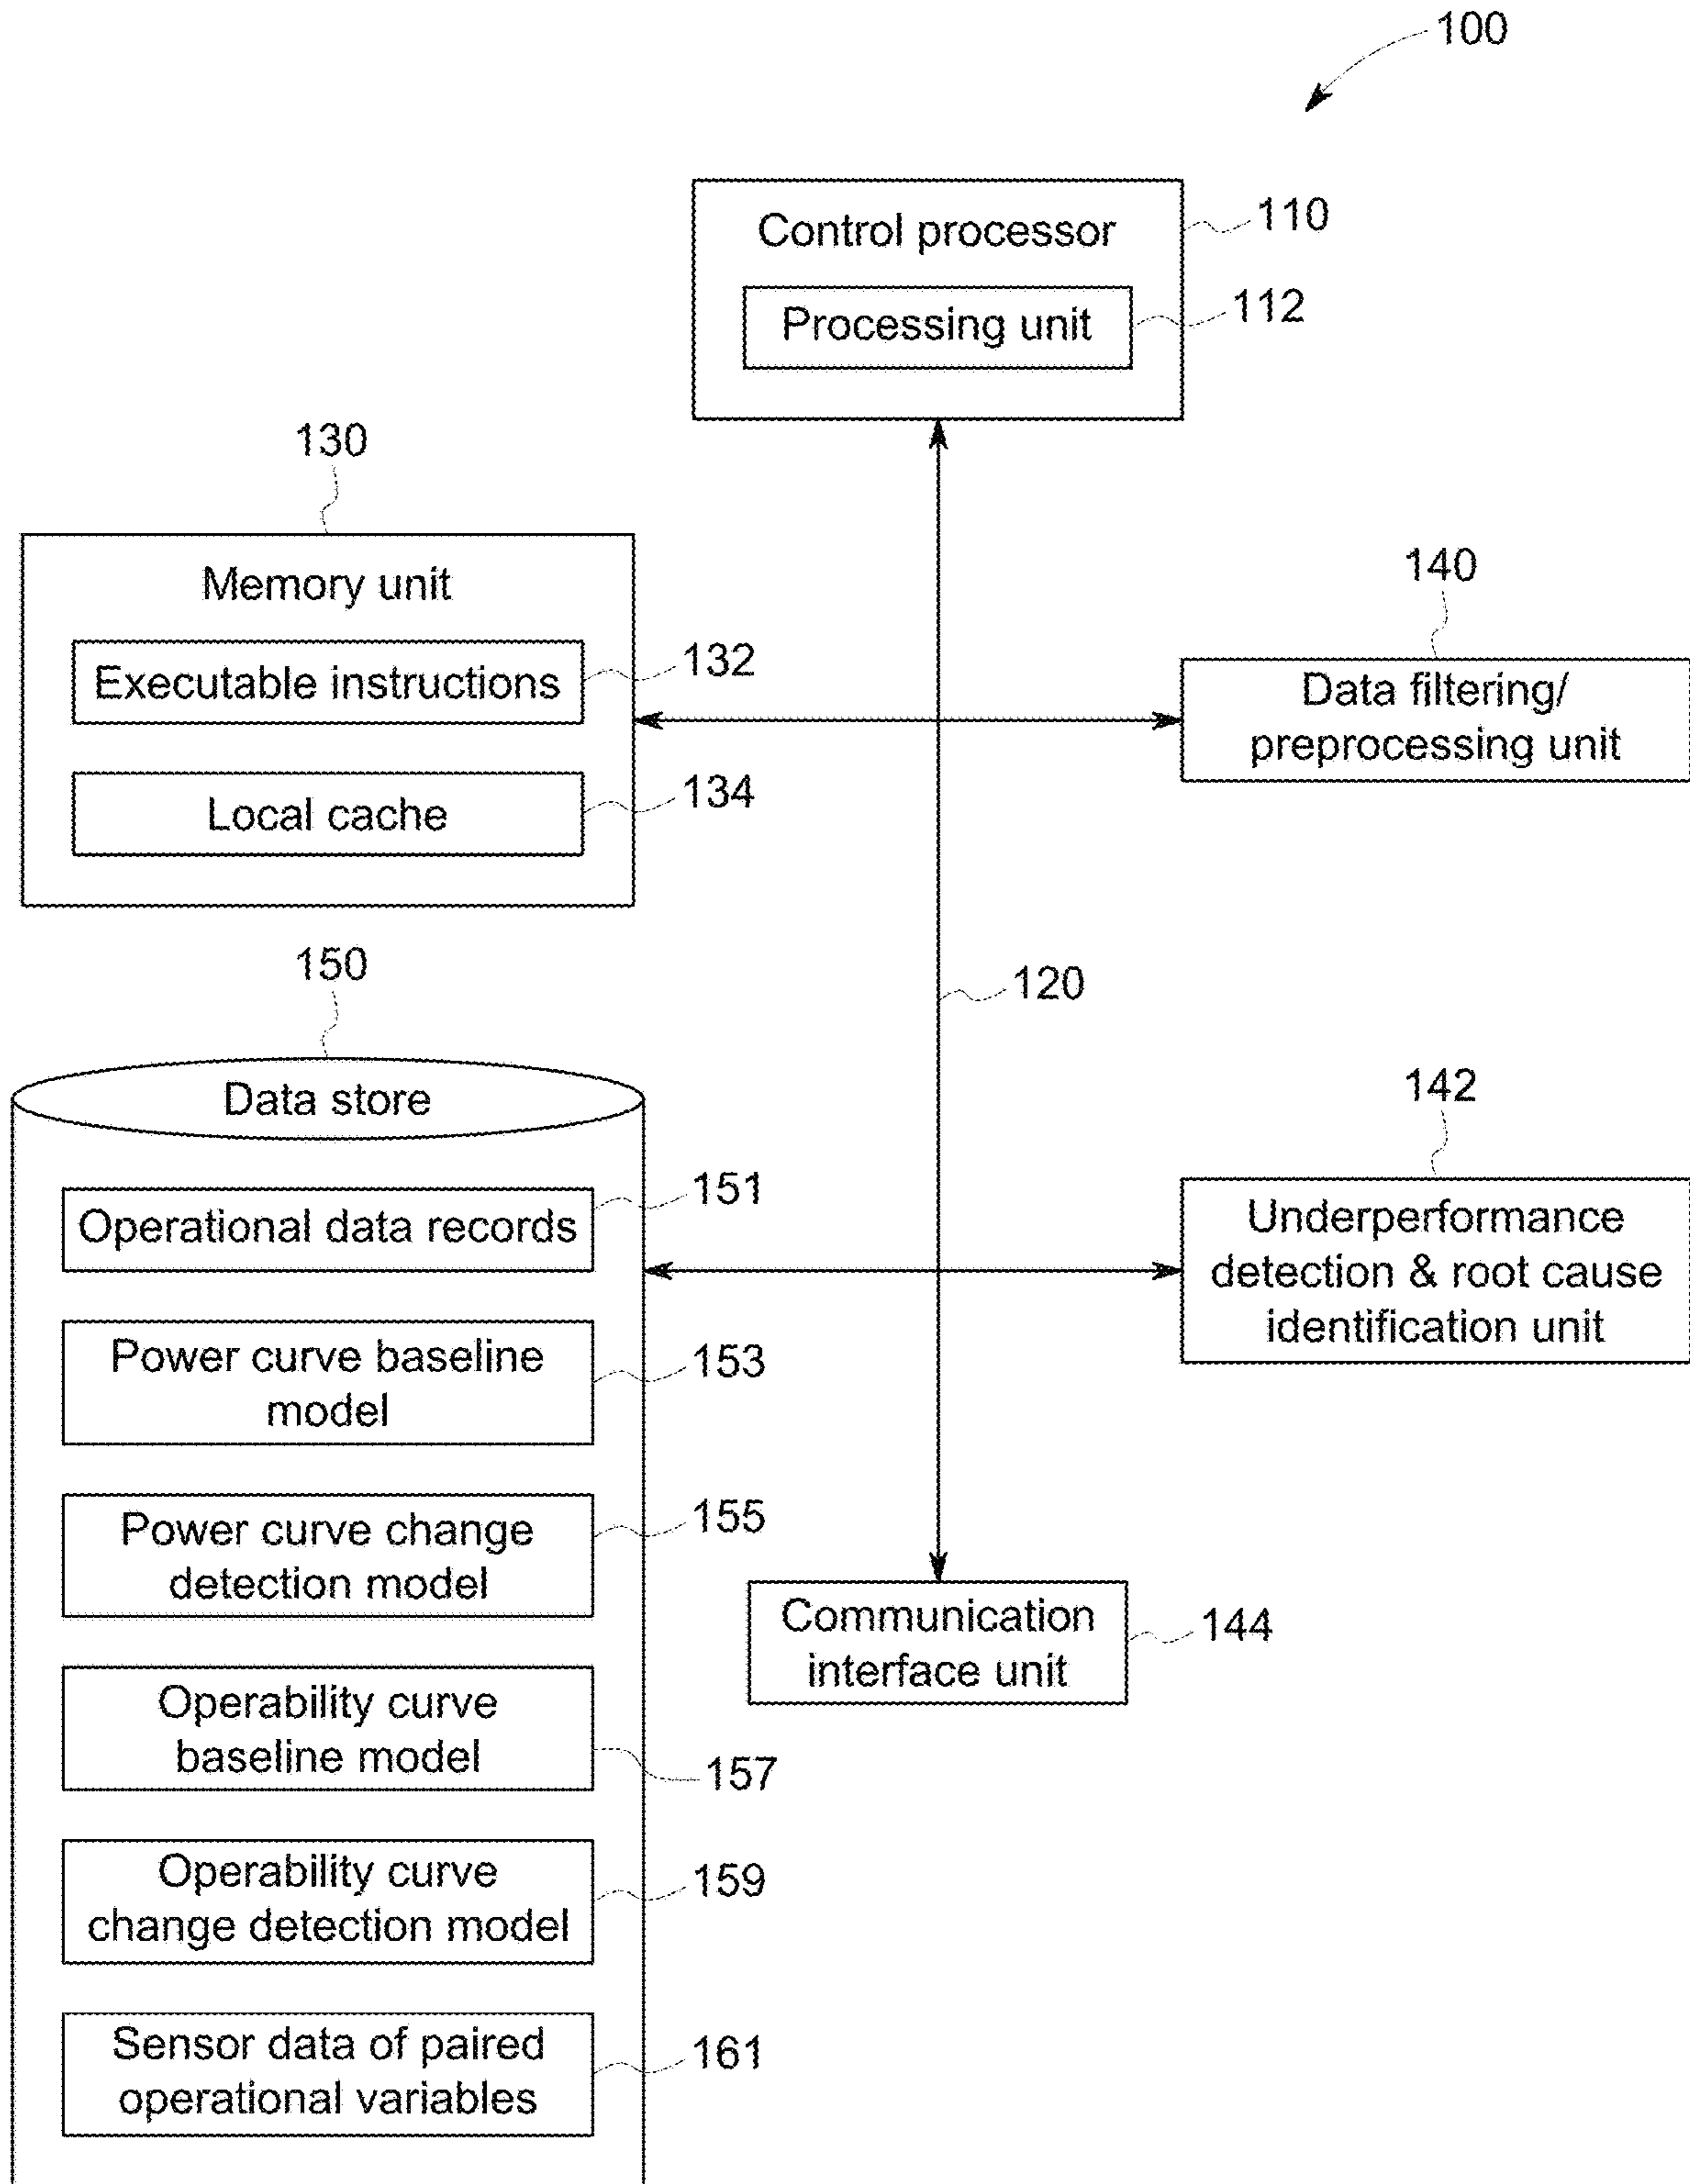 100
Control processor
110
Processing unit
112
130
Memory unit
Executable instructions
132
Local cache
134
140
Data filtering/
preprocessing unit
120
150
Data store
Operational data records
151
Power curve baseline
model
153
Power curve change
detection model
155
Operability curve
baseline model
157
Operability curve
change detection model
159
Sensor data of paired
operational variables
161
142
Underperformance
detection & root cause
identification unit
Communication
interface unit
144